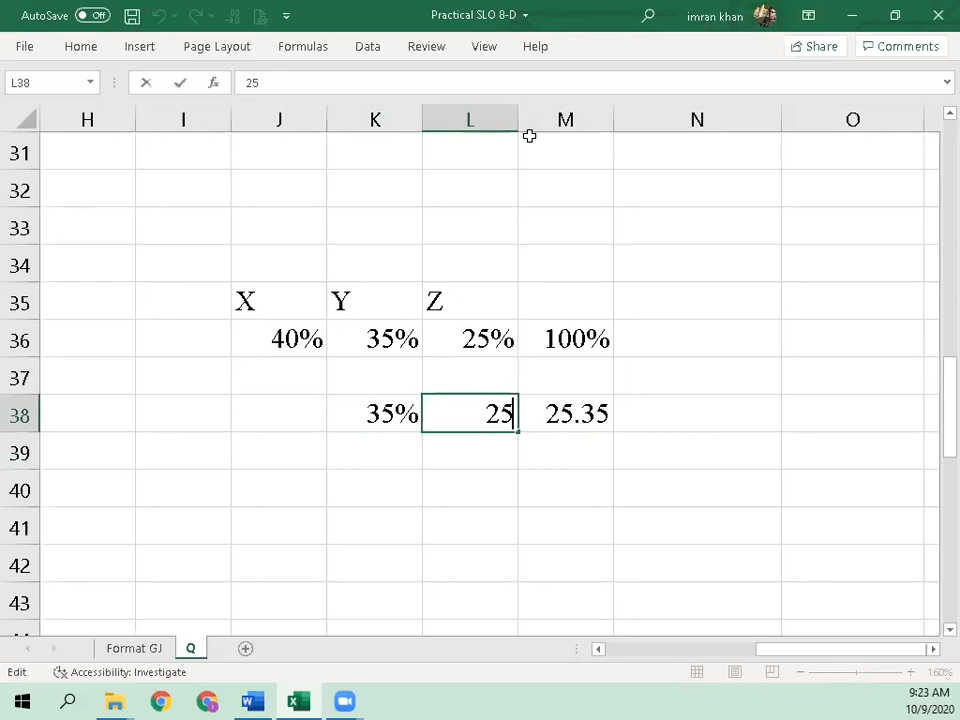 AutoSave Off Practical SLO 8-D imran khan
File Home Insert Page Layout Formulas Data Review View Help Share Comments
L38 fx 25
H I J K L M N O
31
32
33
34
35 X Y Z
36 40% 35% 25% 100%
37
38 35% 25 25.35
39
40
41
42
43
Format GJ Q
Edit Accessibility: Investigate 160%
9:23 AM
10/9/2020